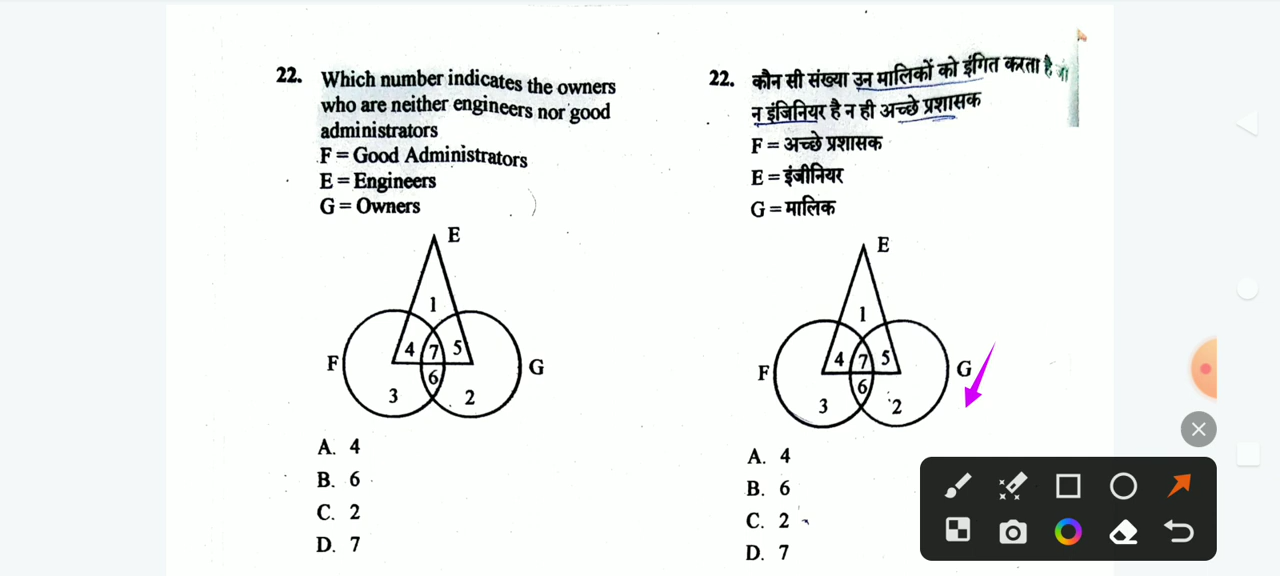 22. Which number indicates the owners
who are neither engineers nor good
administrators
F = Good Administrators
E = Engineers
G = Owners
E
1
F
4 7 5
G
6
3
2
A. 4
B. 6
C. 2
D. 7
22. कौन सी संख्या उन मालिकों को इंगित करता है जो
न इंजिनियर है न ही अच्छे प्रशासक
F = अच्छे प्रशासक
E = इंजीनियर
G = मालिक
E
1
F
4 7 5
G
6
3
2
A. 4
B. 6
C. 2
D. 7